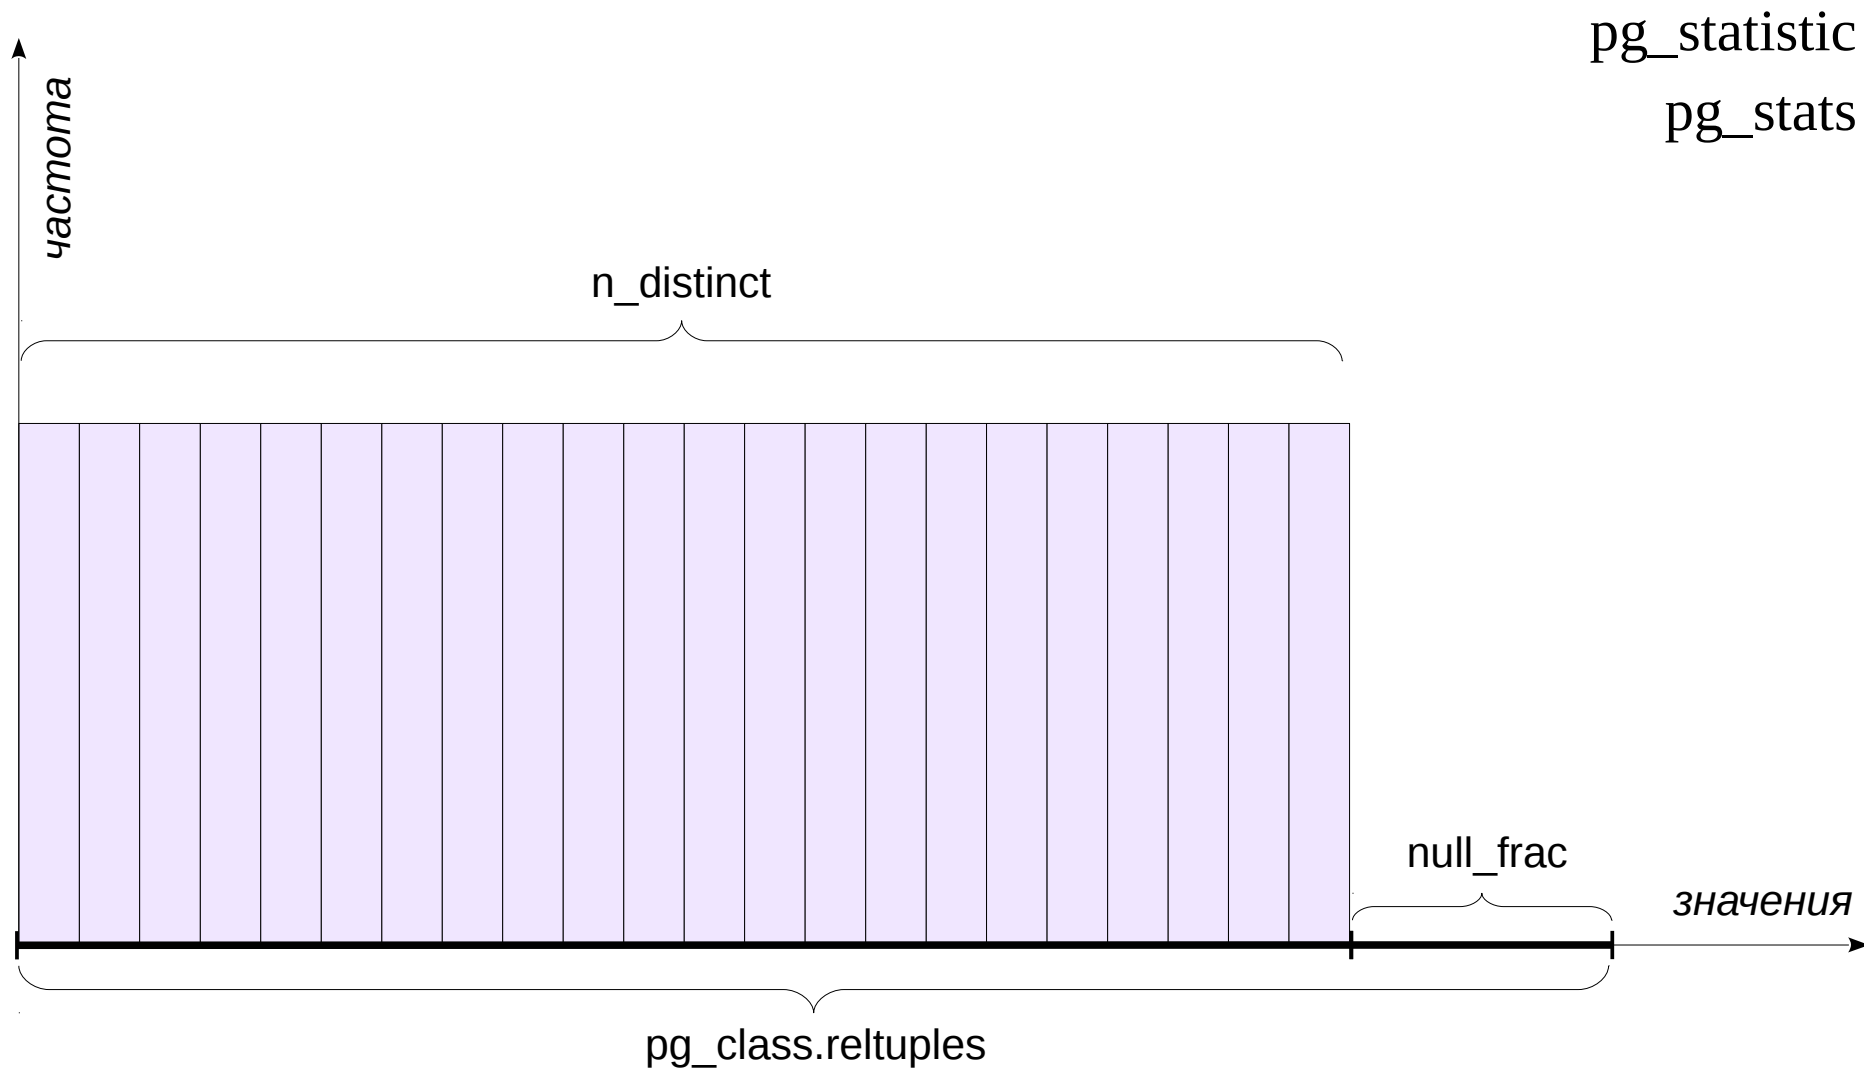 pg_statistic
pg_stats
частота
n_distinct
null_frac
значения
pg_class.reltuples